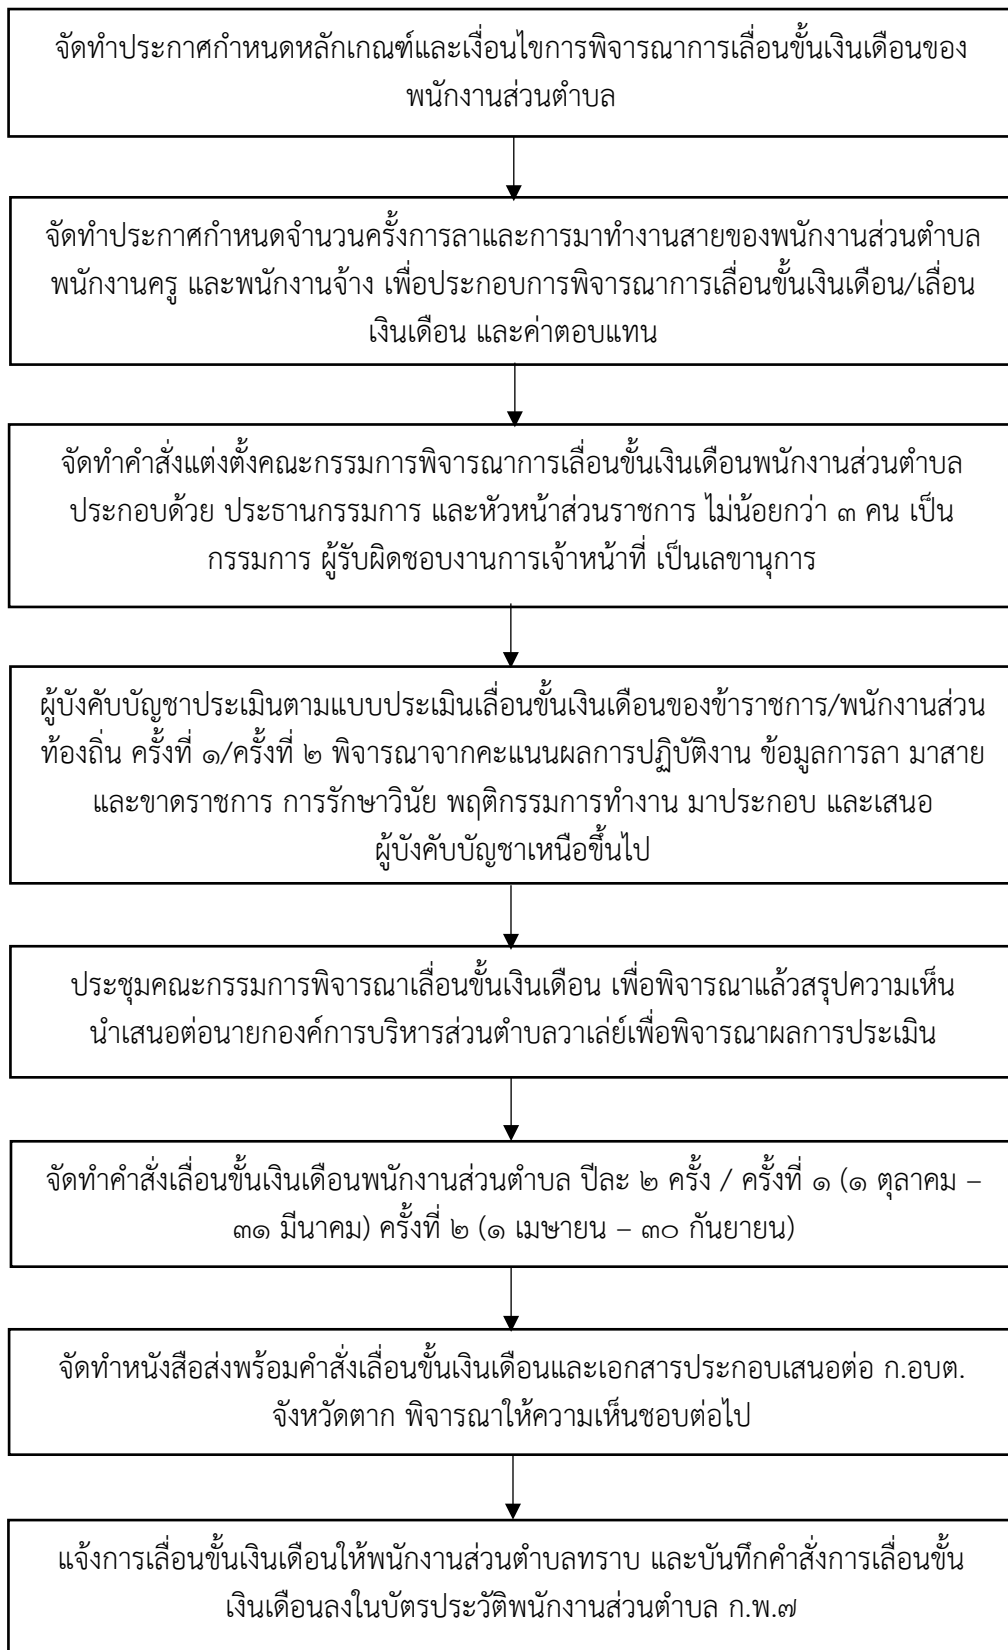 จัดทำประกาศกำหนดหลักเกณฑ์และเงื่อนไขการพิจารณาการเลื่อนขั้นเงินเดือนของ
พนักงานส่วนตำบล
จัดทำประกาศกำหนดจำนวนครั้งการลาและการมาทำงานสายของพนักงานส่วนตำบล
พนักงานครู และพนักงานจ้าง เพื่อประกอบการพิจารณาการเลื่อนขั้นเงินเดือน/เลื่อน
เงินเดือน และค่าตอบแทน
จัดทำคำสั่งแต่งตั้งคณะกรรมการพิจารณาการเลื่อนขั้นเงินเดือนพนักงานส่วนตำบล
ประกอบด้วย ประธานกรรมการ และหัวหน้าส่วนราชการ ไม่น้อยกว่า ๓ คน เป็น
กรรมการ ผู้รับผิดชอบงานการเจ้าหน้าที่ เป็นเลขานุการ
ผู้บังคับบัญชาประเมินตามแบบประเมินเลื่อนขั้นเงินเดือนของข้าราชการ/พนักงานส่วน
ท้องถิ่น ครั้งที่ ๑/ครั้งที่ ๒ พิจารณาจากคะแนนผลการปฏิบัติงาน ข้อมูลการลา มาสาย
และขาดราชการ การรักษาวินัย พฤติกรรมการทำงาน มาประกอบ และเสนอ
ผู้บังคับบัญชาเหนือขึ้นไป
ประชุมคณะกรรมการพิจารณาเลื่อนขั้นเงินเดือน เพื่อพิจารณาแล้วสรุปความเห็น
นำเสนอต่อนายกองค์การบริหารส่วนตำบลวาเล่ย์เพื่อพิจารณาผลการประเมิน
จัดทำคำสั่งเลื่อนขั้นเงินเดือนพนักงานส่วนตำบล ปีละ ๒ ครั้ง / ครั้งที่ ๑ (๑ ตุลาคม –
๓๑ มีนาคม) ครั้งที่ ๒ (๑ เมษายน – ๓๐ กันยายน)
จัดทำหนังสือส่งพร้อมคำสั่งเลื่อนขั้นเงินเดือนและเอกสารประกอบเสนอต่อ ก.อบต.
จังหวัดตาก พิจารณาให้ความเห็นชอบต่อไป
แจ้งการเลื่อนขั้นเงินเดือนให้พนักงานส่วนตำบลทราบ และบันทึกคำสั่งการเลื่อนขั้น
เงินเดือนลงในบัตรประวัติพนักงานส่วนตำบล ก.พ.๗